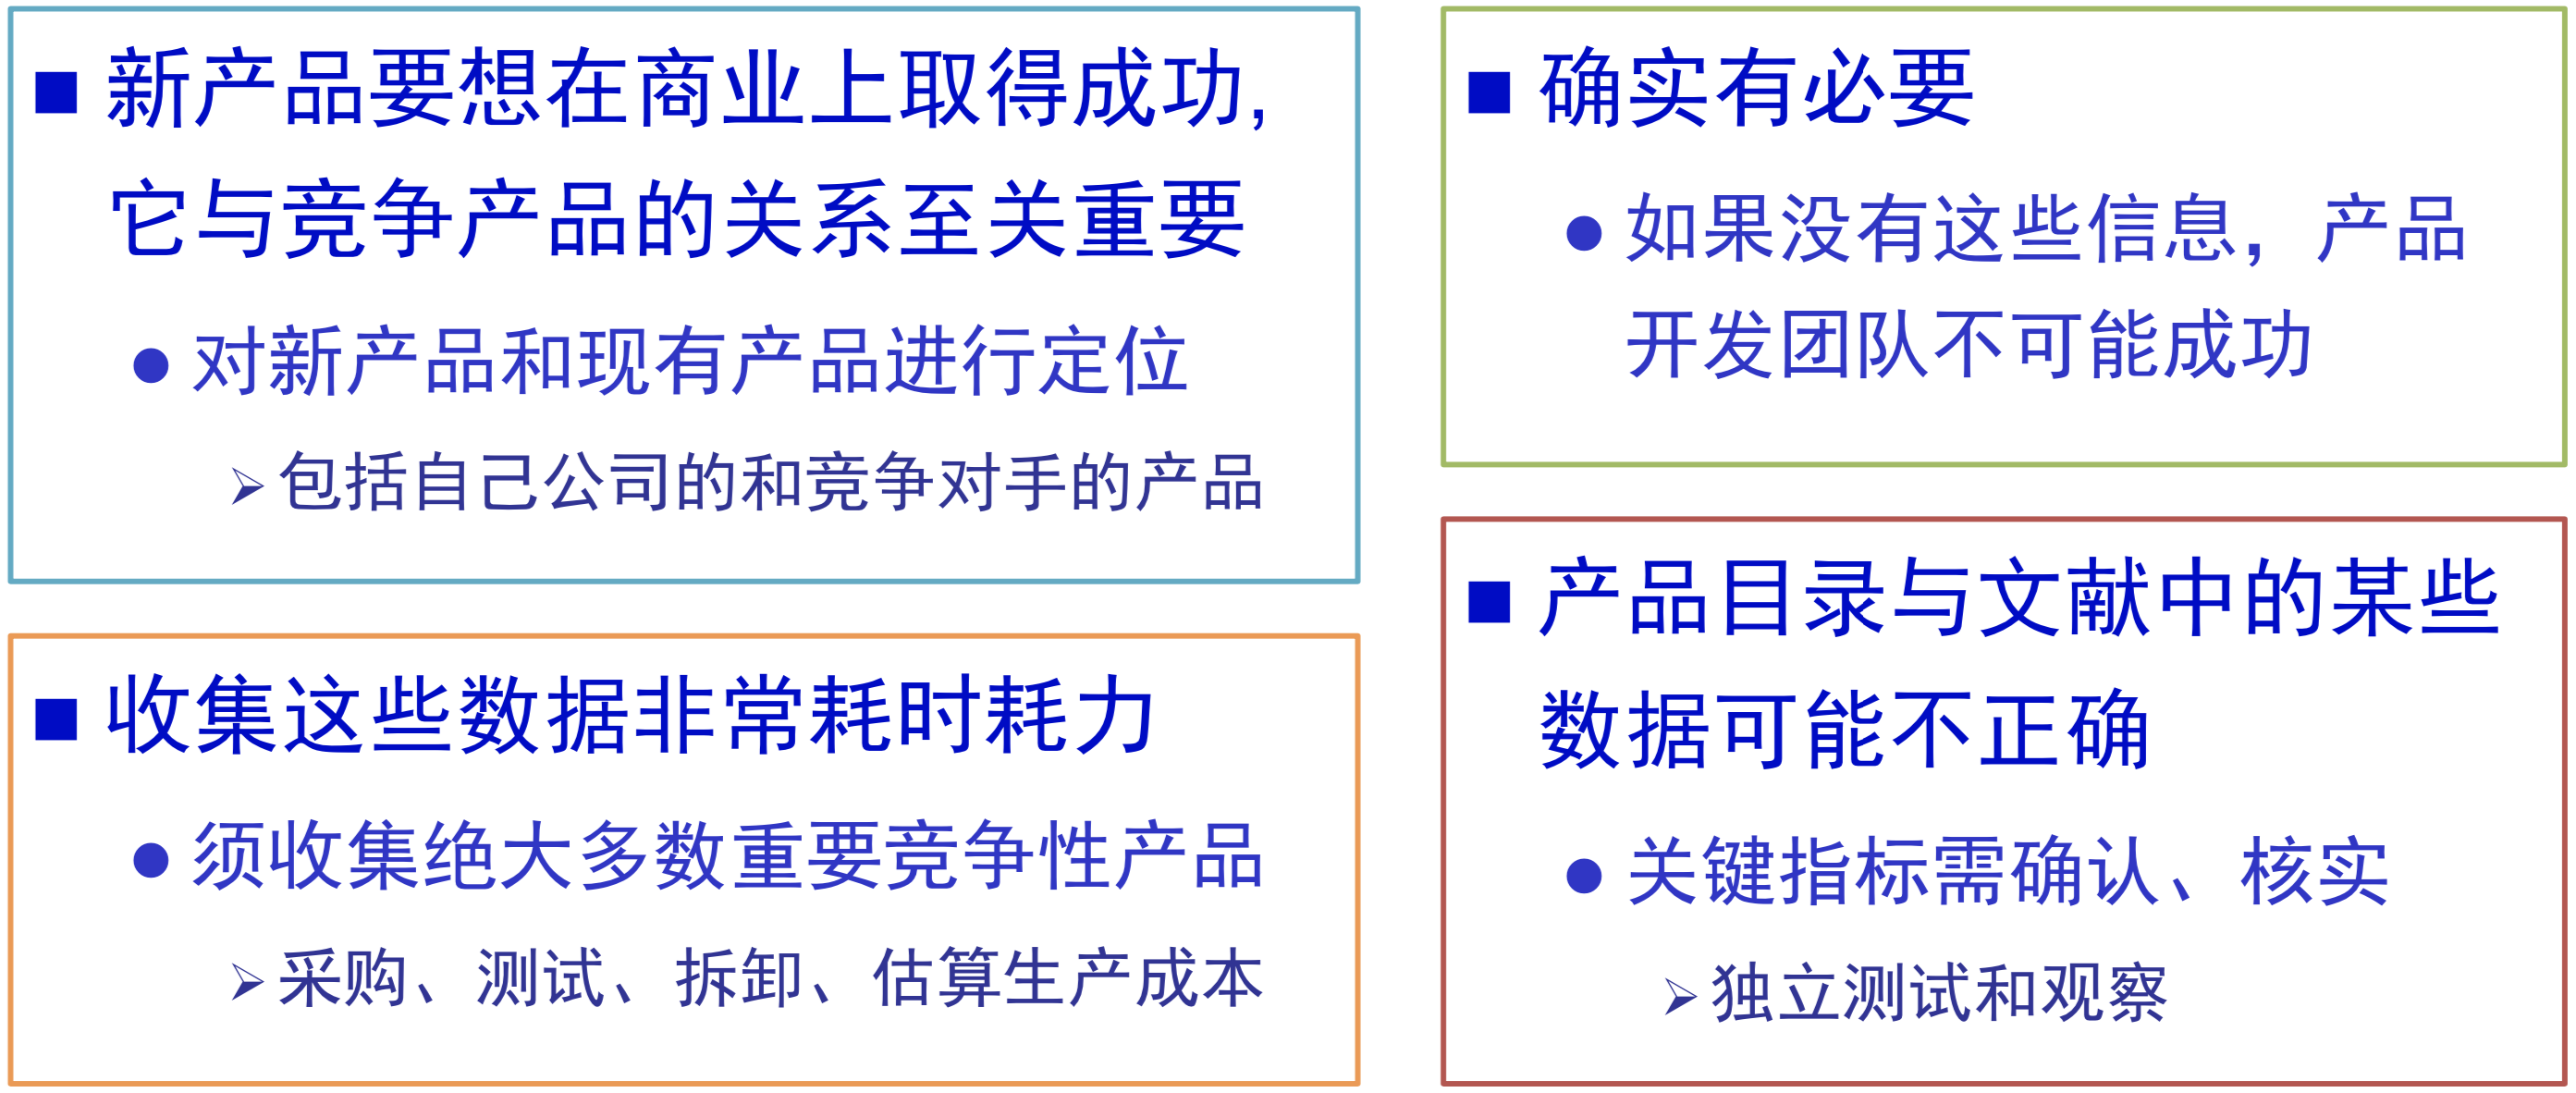 ■ 新产品要想在商业上取得成功,
它与竞争产品的关系至关重要
● 对新产品和现有产品进行定位
➢ 包括自己公司的和竞争对手的产品
■ 收集这些数据非常耗时耗力
● 须收集绝大多数重要竞争性产品
➢ 采购、测试、拆卸、估算生产成本
■ 确实有必要
● 如果没有这些信息，产品
开发团队不可能成功
■ 产品目录与文献中的某些
数据可能不正确
● 关键指标需确认、核实
➢ 独立测试和观察